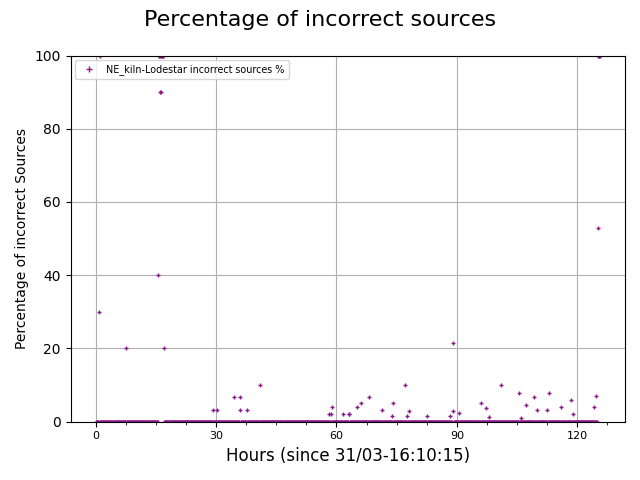 Percentage of incorrect sources
100
NE_kiln-Lodestar incorrect sources %
80
60
40
20
0
Percentage of incorrect Sources
0 30 60 90 120
Hours (since 31/03-16:10:15)